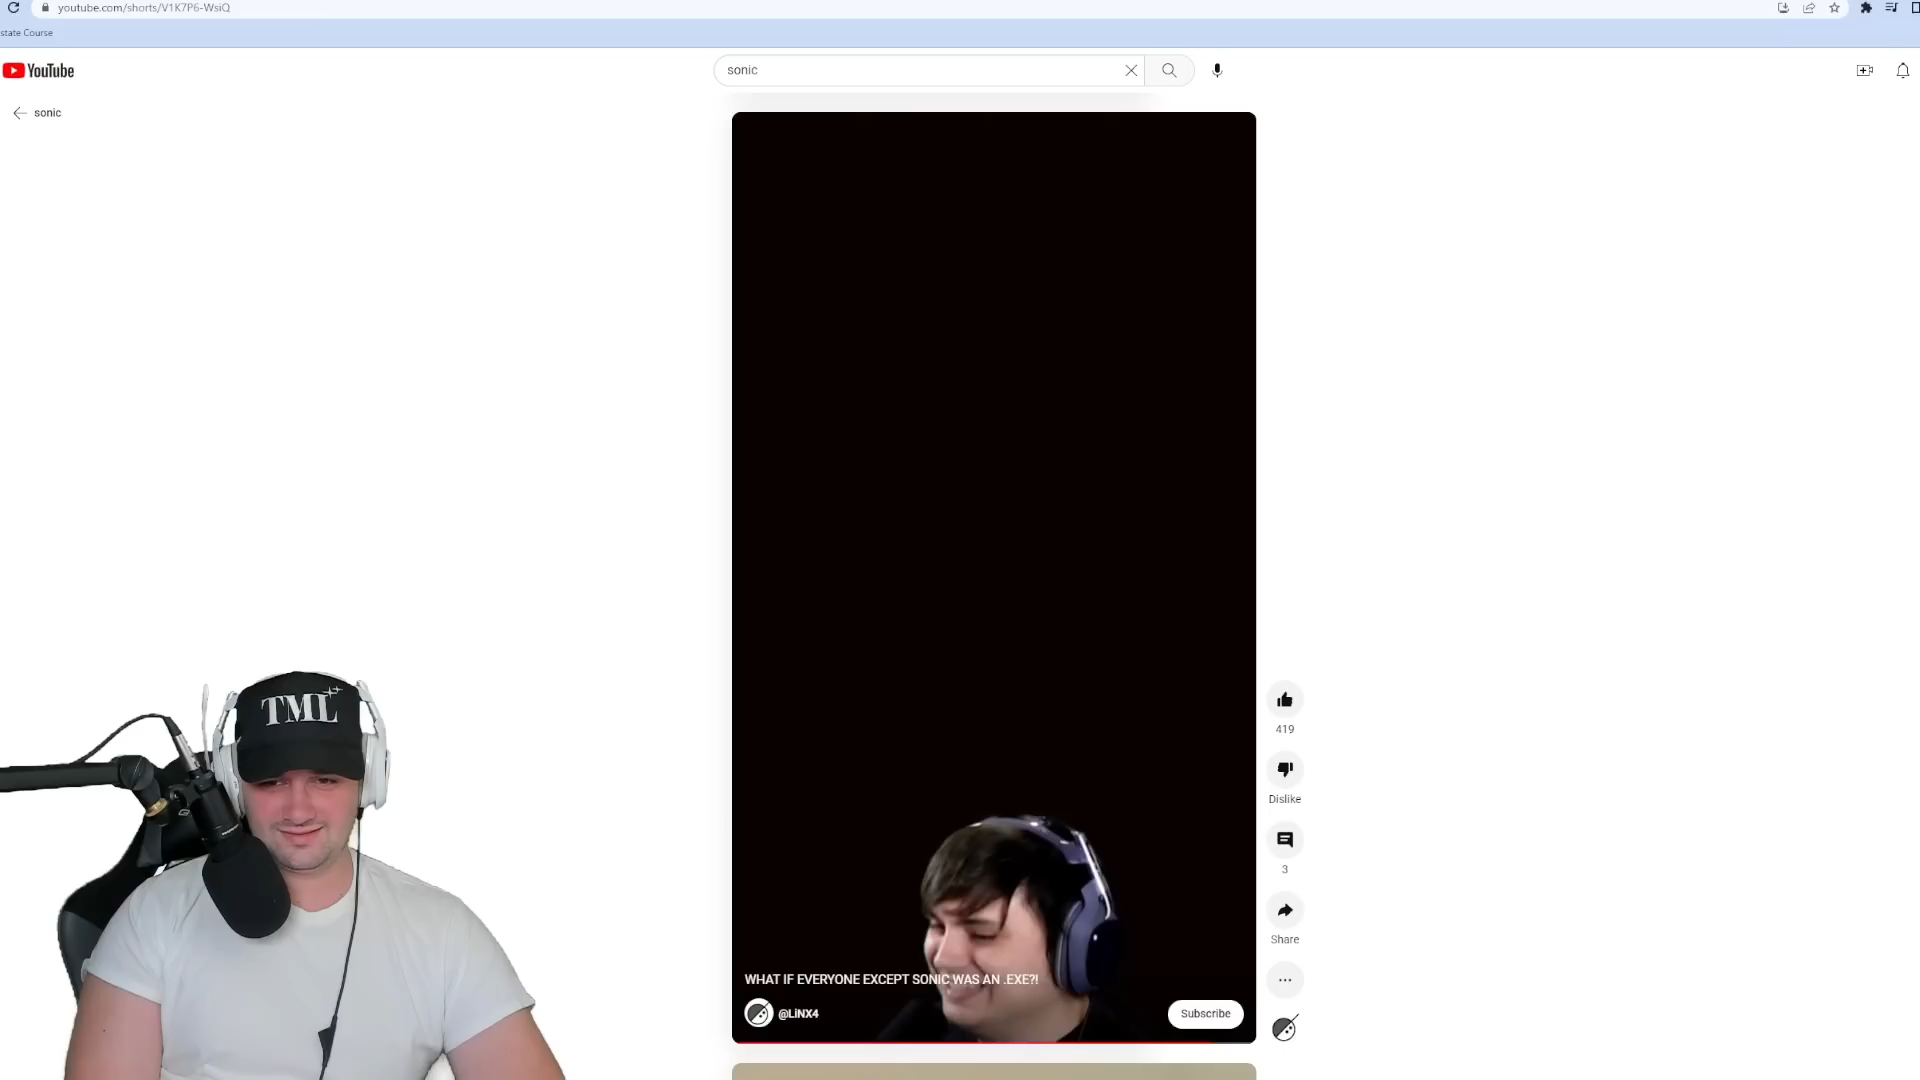 youtube.com/shorts/V1K7P6-WsiQ
state Course
YouTube
sonic
sonic
TML
419
Dislike
3
Share
WHAT IF EVERYONE EXCEPT SONIC WAS AN .EXE?!
@LiNX4
Subscribe